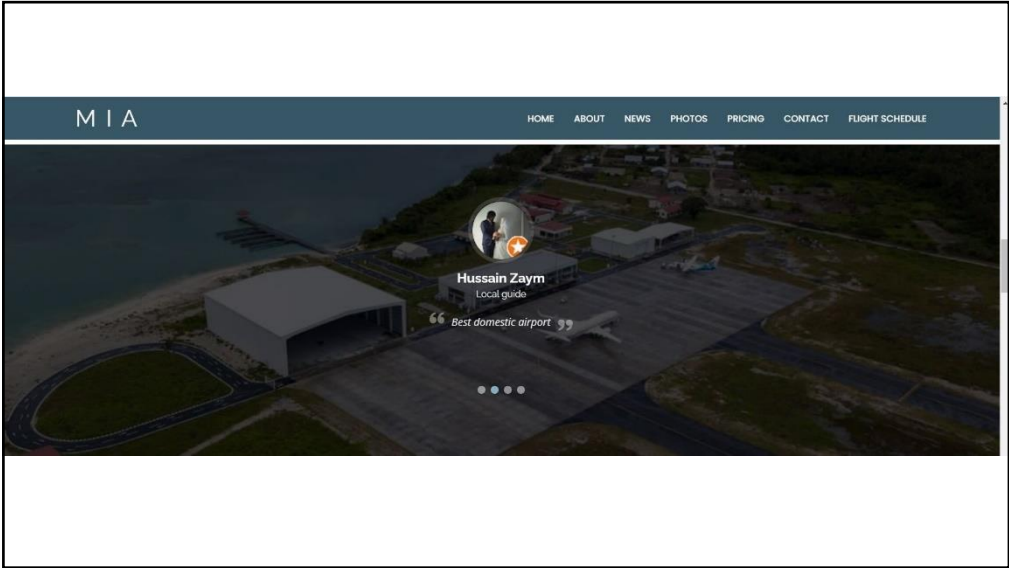 MIA
HOME ABOUT NEWS PHOTOS PRICING CONTACT FLIGHT SCHEDULE
Hussain Zaym
Local guide
“ Best domestic airport ”